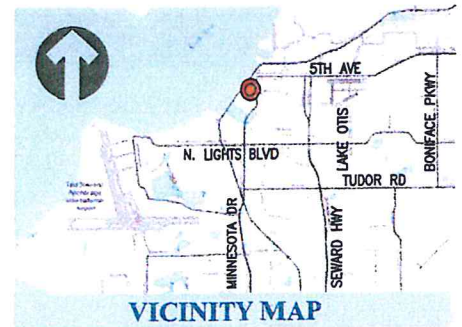 5TH AVE
BONIFACE PKWY
LAKE OTIS
N. LIGHTS BLVD
TUDOR RD
MINNESOTA DR
SEWARD HWY
VICINITY MAP